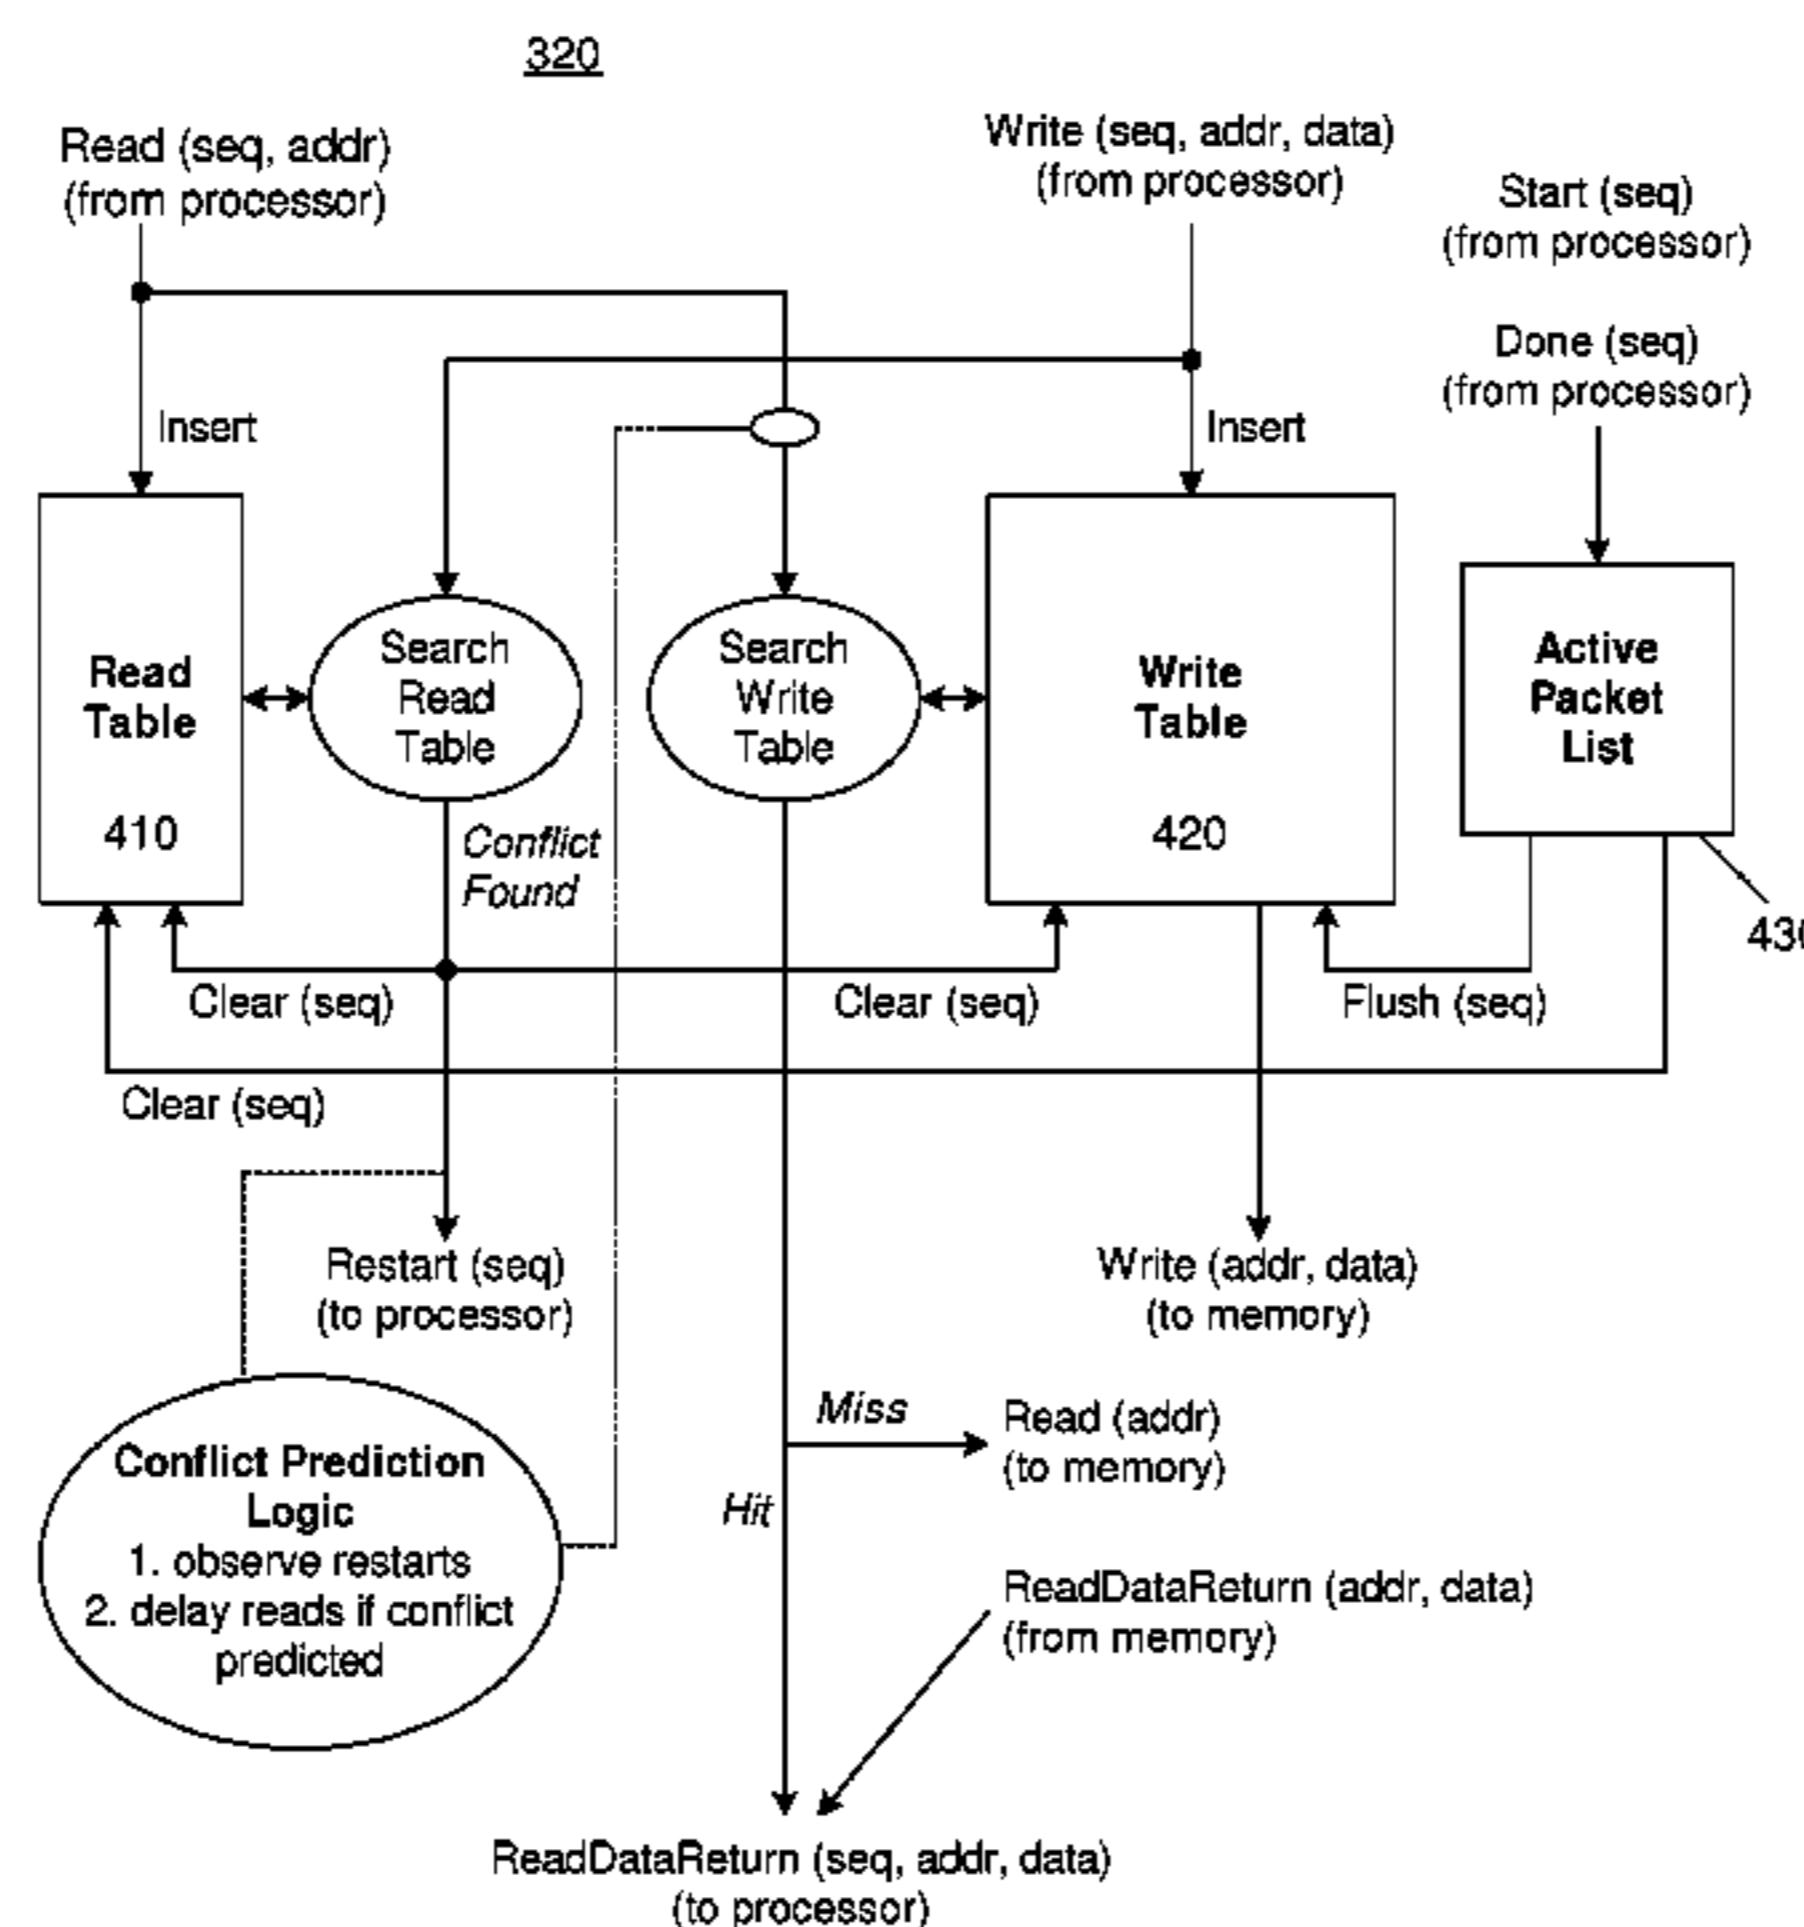 320
Read (seq, addr)
(from processor)
Write (seq, addr, data)
(from processor)
Start (seq)
(from processor)
Done (seq)
(from processor)
Insert
Insert
Read
Table
410
Search
Read
Table
Search
Write
Table
Write
Table
420
Active
Packet
List
Conflict
Found
Clear (seq)
Clear (seq)
Flush (seq)
Clear (seq)
Restart (seq)
(to processor)
Write (addr, data)
(to memory)
Miss
Read (addr)
(to memory)
Hit
Conflict Prediction
Logic
1. observe restarts
2. delay reads if conflict
predicted
ReadDataReturn (addr, data)
(from memory)
ReadDataReturn (seq, addr, data)
(to processor)